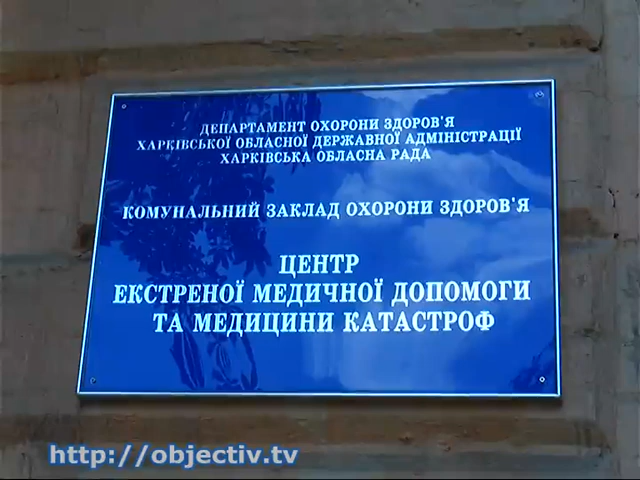 ДЕПАРТАМЕНТ ОХОРОНИ ЗДОРОВ'Я
ХАРКІВСЬКОЇ ОБЛАСНОЇ ДЕРЖАВНОЇ АДМІНІСТРАЦІЇ
ХАРКІВСЬКА ОБЛАСНА РАДА
КОМУНАЛЬНИЙ ЗАКЛАД ОХОРОНИ ЗДОРОВ'Я
ЦЕНТР
ЕКСТРЕНОЇ МЕДИЧНОЇ ДОПОМОГИ
ТА МЕДИЦИНИ КАТАСТРОФ
http://objectiv.tv